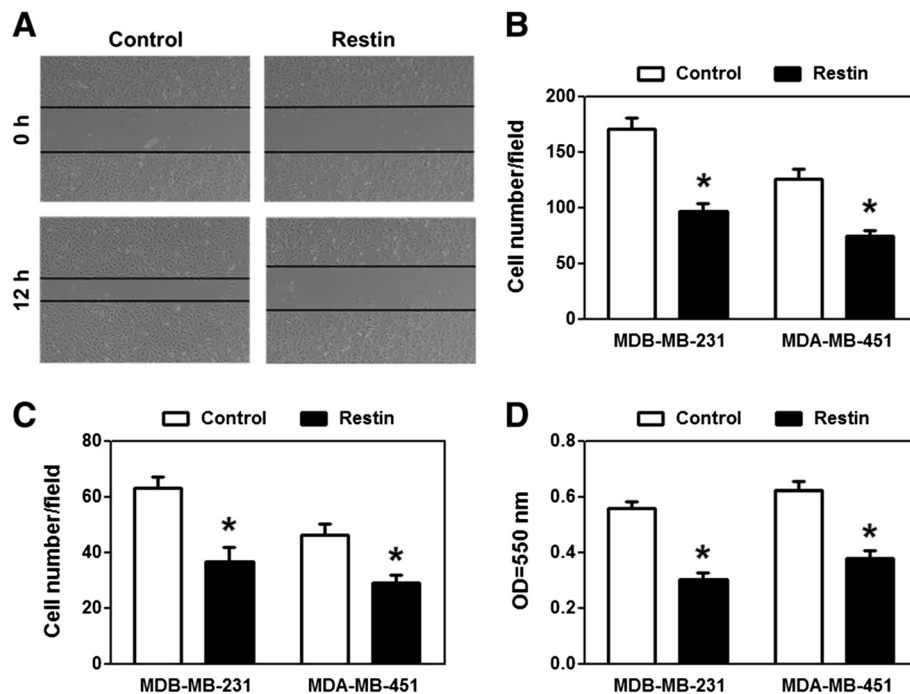 A
Control Restin
0 h
12 h
B
Control Restin
Cell number/field
200
150
100
50
0
*
*
MDB-MB-231 MDA-MB-451
C
Control Restin
Cell number/field
80
60
40
20
0
*
*
MDB-MB-231 MDA-MB-451
D
Control Restin
OD=550 nm
0.8
0.6
0.4
0.2
0.0
*
*
MDB-MB-231 MDA-MB-451